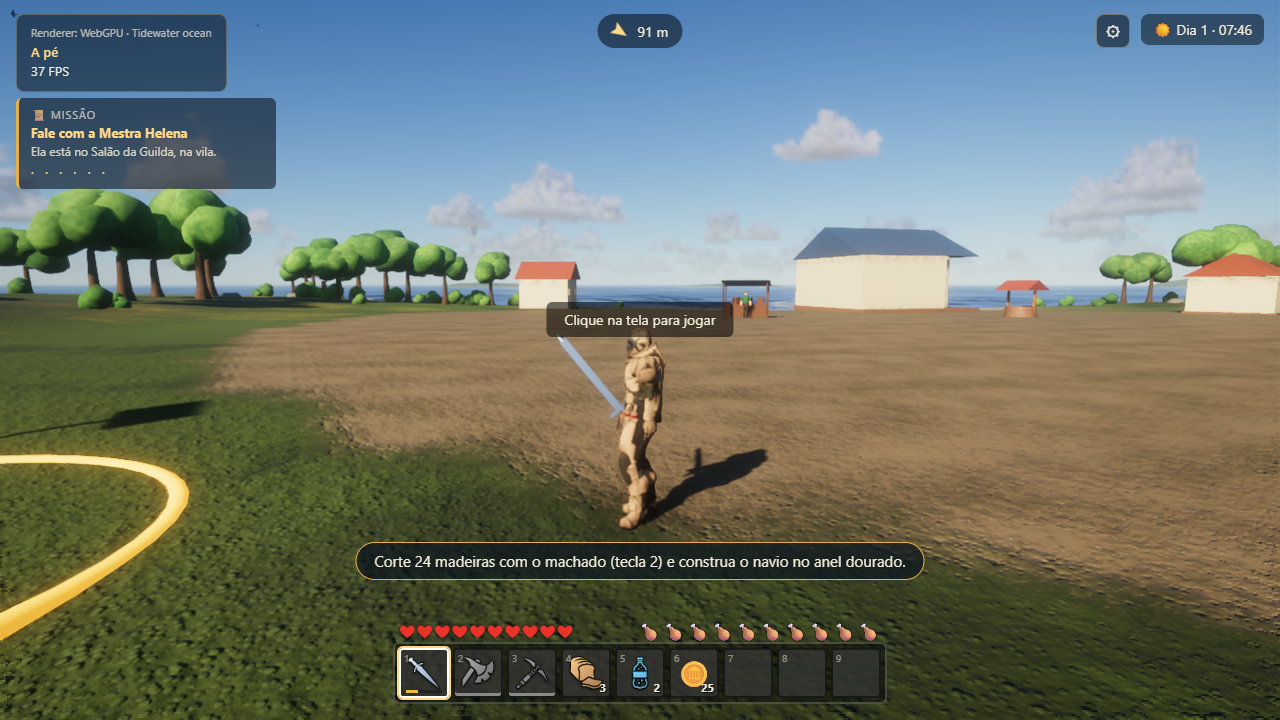 Renderer: WebGPU · Tidewater ocean
A pé
37 FPS
91 m
Dia 1 · 07:46
MISSÃO
Fale com a Mestra Helena
Ela está no Salão da Guilda, na vila.
Clique na tela para jogar
Corte 24 madeiras com o machado (tecla 2) e construa o navio no anel dourado.
1 2 3 4 5 6 7 8 9
3 2 25